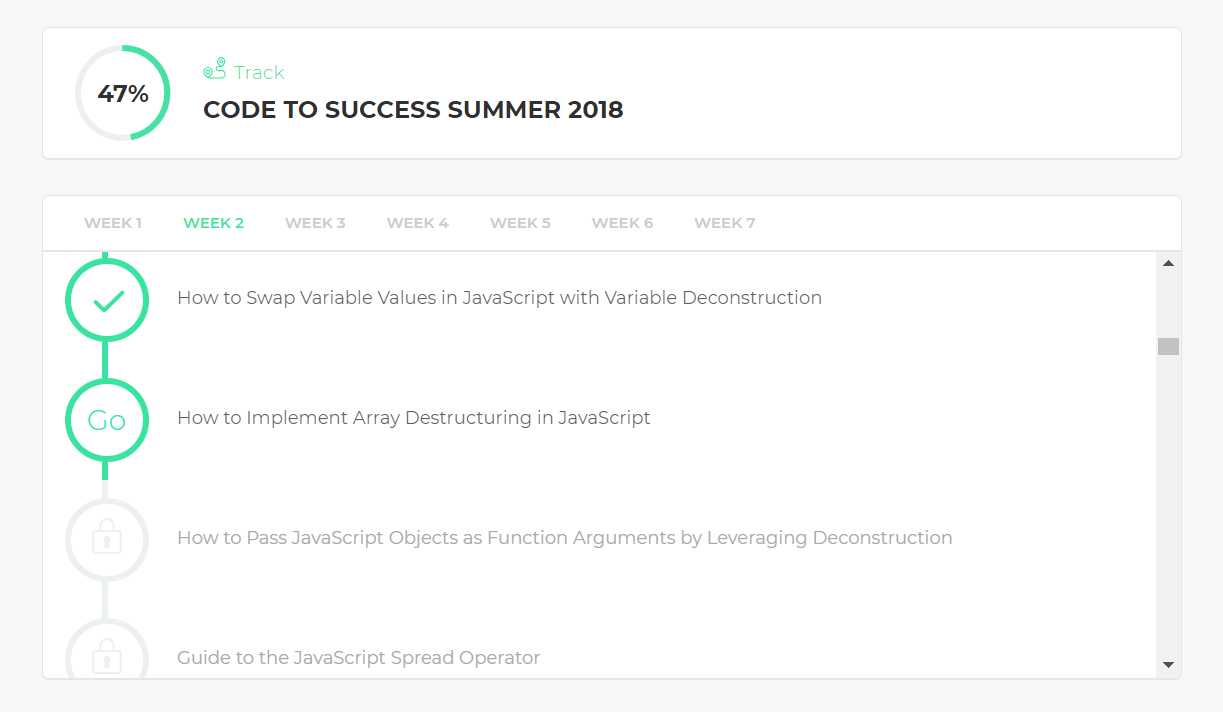 47%
Track
CODE TO SUCCESS SUMMER 2018
WEEK 1 WEEK 2 WEEK 3 WEEK 4 WEEK 5 WEEK 6 WEEK 7
How to Swap Variable Values in JavaScript with Variable Deconstruction
Go How to Implement Array Destructuring in JavaScript
How to Pass JavaScript Objects as Function Arguments by Leveraging Deconstruction
Guide to the JavaScript Spread Operator